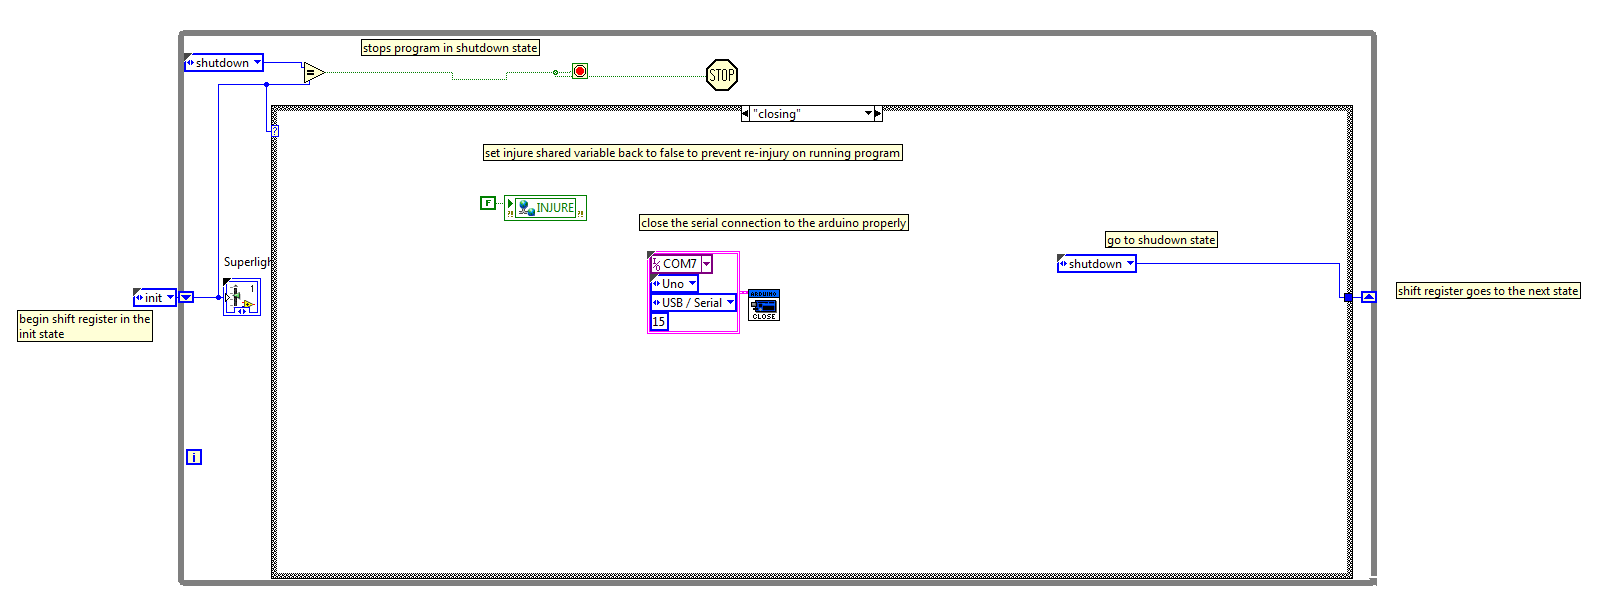 stops program in shutdown state
shutdown
=
STOP
"closing"
?
set injure shared variable back to false to prevent re-injury on running program
F
?!
INJURE
?!
close the serial connection to the arduino properly
go to shudown state
COM7
shutdown
Superligh
Uno
1
init
USB / Serial
ARDUINO
shift register goes to the next state
CLOSE
15
begin shift register in the
init state
i